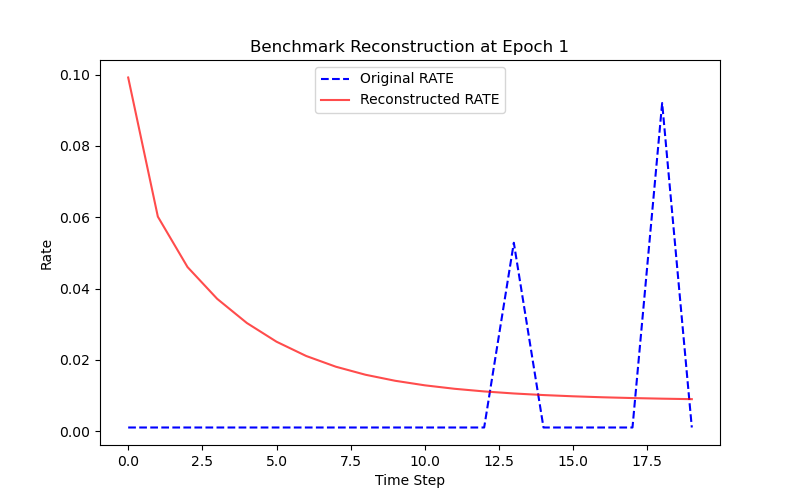 Benchmark Reconstruction at Epoch 1
Original RATE
Reconstructed RATE
0.10
0.08
0.06
0.04
0.02
0.00
Rate
0.0 2.5 5.0 7.5 10.0 12.5 15.0 17.5
Time Step